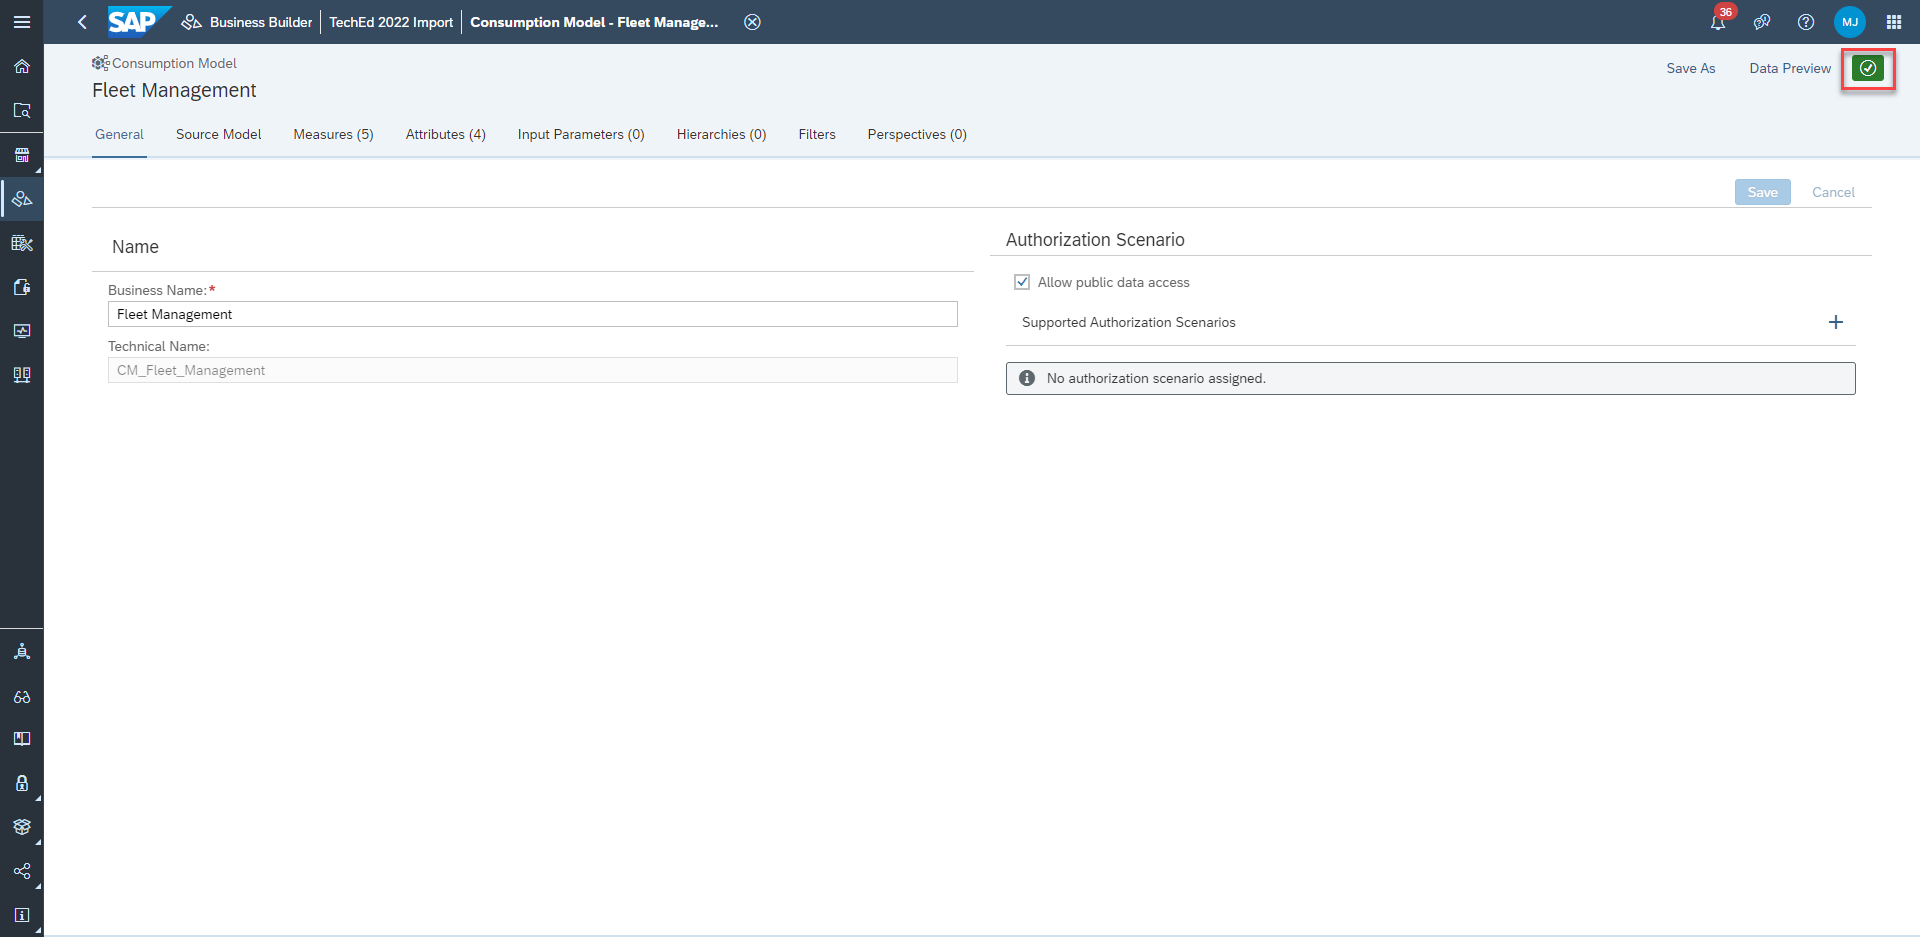 SAP Business Builder TechEd 2022 Import Consumption Model - Fleet Manage... 36 MJ
Consumption Model
Fleet Management
Save As Data Preview
General Source Model Measures (5) Attributes (4) Input Parameters (0) Hierarchies (0) Filters Perspectives (0)
Save Cancel
Name
Business Name:*
Fleet Management
Technical Name:
CM_Fleet_Management
Authorization Scenario
Allow public data access
Supported Authorization Scenarios
No authorization scenario assigned.